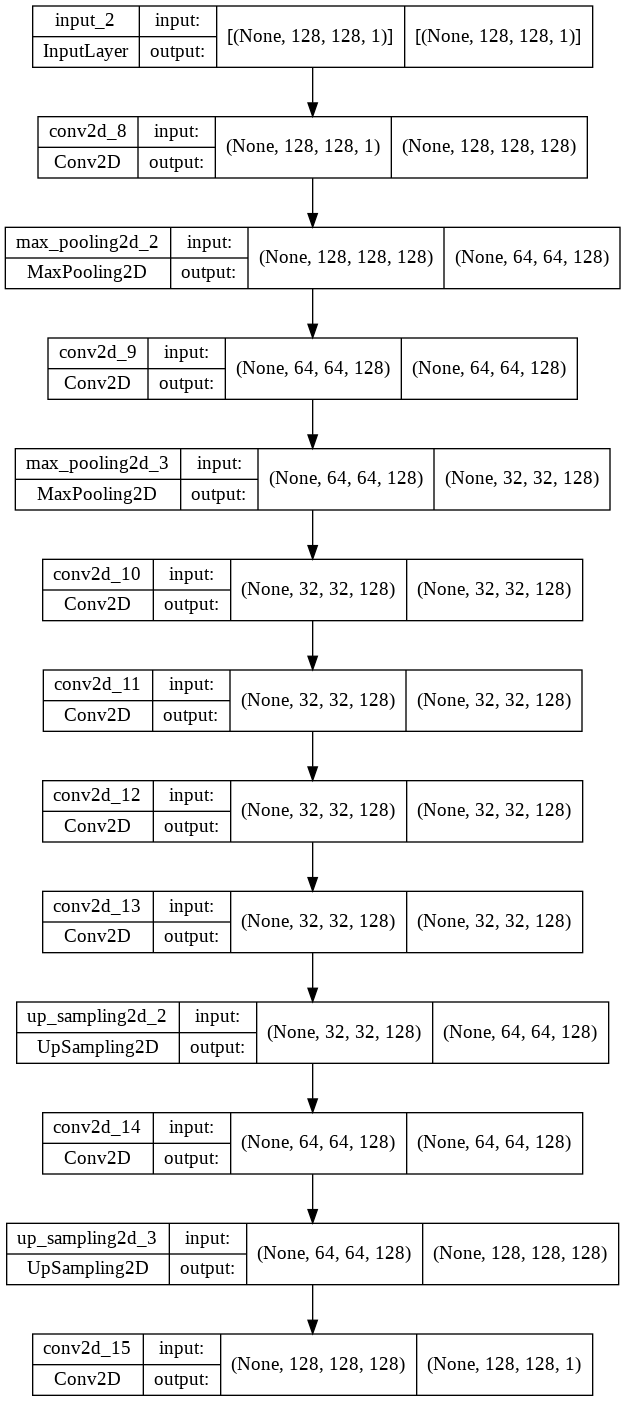 input_2 input: [(None, 128, 128, 1)] [(None, 128, 128, 1)]
InputLayer output:
conv2d_8 input: (None, 128, 128, 1) (None, 128, 128, 128)
Conv2D output:
max_pooling2d_2 input: (None, 128, 128, 128) (None, 64, 64, 128)
MaxPooling2D output:
conv2d_9 input: (None, 64, 64, 128) (None, 64, 64, 128)
Conv2D output:
max_pooling2d_3 input: (None, 64, 64, 128) (None, 32, 32, 128)
MaxPooling2D output:
conv2d_10 input: (None, 32, 32, 128) (None, 32, 32, 128)
Conv2D output:
conv2d_11 input: (None, 32, 32, 128) (None, 32, 32, 128)
Conv2D output:
conv2d_12 input: (None, 32, 32, 128) (None, 32, 32, 128)
Conv2D output:
conv2d_13 input: (None, 32, 32, 128) (None, 32, 32, 128)
Conv2D output:
up_sampling2d_2 input: (None, 32, 32, 128) (None, 64, 64, 128)
UpSampling2D output:
conv2d_14 input: (None, 64, 64, 128) (None, 64, 64, 128)
Conv2D output:
up_sampling2d_3 input: (None, 64, 64, 128) (None, 128, 128, 128)
UpSampling2D output:
conv2d_15 input: (None, 128, 128, 128) (None, 128, 128, 1)
Conv2D output: